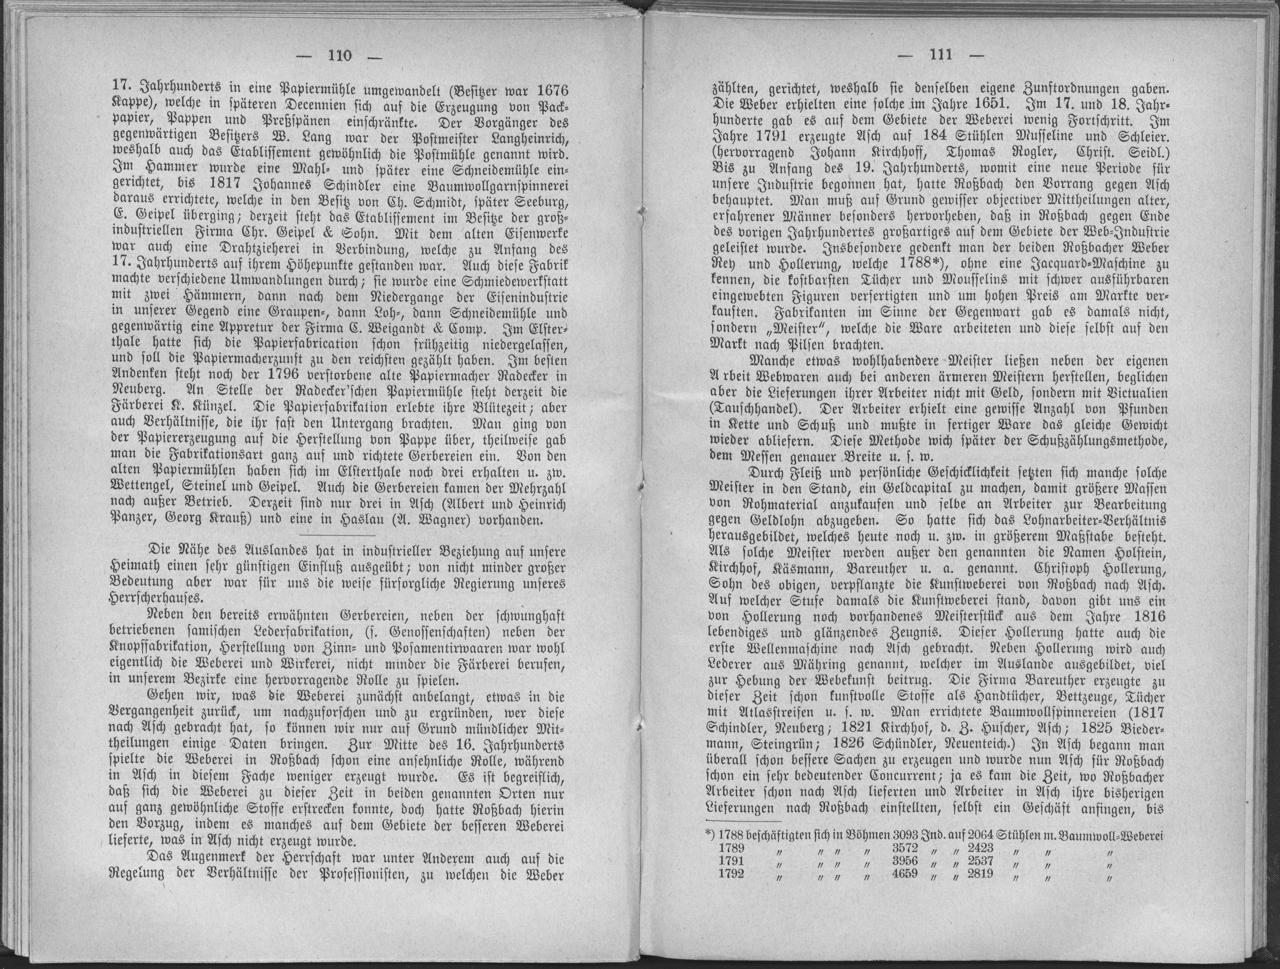 — 110 —
17. Jahrhunderts in eine Papiermühle umgewandelt (Besitzer war 1676
Kappe), welche in späteren Decennien sich auf die Erzeugung von Pack-
papier, Pappen und Preßspänen einschränkte. Der Vorgänger des
gegenwärtigen Besitzers W. Lang war der Postmeister Langheinrich,
weshalb auch das Etablissement gewöhnlich die Postmühle genannt wird.
Im Hammer wurde eine Mahl- und später eine Schneidemühle ein-
gerichtet, bis 1817 Johannes Schindler eine Baumwollgarnspinnerei
daraus errichtete, welche in den Besitz von Ch. Schmidt, später Seeburg,
E. Geipel überging; derzeit steht das Etablissement im Besitze der groß-
industriellen Firma Chr. Geipel & Sohn. Mit dem alten Eisenwerke
war auch eine Drahtzieherei in Verbindung, welche zu Anfang des
17. Jahrhunderts auf ihrem Höhepunkte gestanden war. Auch diese Fabrik
machte verschiedene Umwandlungen durch; sie wurde eine Schmiedewerkstatt
mit zwei Hämmern, dann nach dem Niedergange der Eisenindustrie
in unserer Gegend eine Graupen-, dann Loh-, dann Schneidemühle und
gegenwärtig eine Appretur der Firma C. Weigandt & Comp. Im Elster-
thale hatte sich die Papierfabrication schon frühzeitig niedergelassen,
und soll die Papiermacherzunft zu den reichsten gezählt haben. Im besten
Andenken steht noch der 1796 verstorbene alte Papiermacher Radecker in
Neuberg. An Stelle der Radecker'schen Papiermühle steht derzeit die
Färberei K. Künzel. Die Papierfabrikation erlebte ihre Blütezeit; aber
auch Verhältnisse, die ihr fast den Untergang brachten. Man ging von
der Papiererzeugung auf die Herstellung von Pappe über, theilweise gab
man die Fabrikationsart ganz auf und richtete Gerbereien ein. Von den
alten Papiermühlen haben sich im Elsterthale noch drei erhalten u. zw.
Wettengel, Steinel und Geipel. Auch die Gerbereien kamen der Mehrzahl
nach außer Betrieb. Derzeit sind nur drei in Asch (Albert und Heinrich
Panzer, Georg Krauß) und eine in Haslau (A. Wagner) vorhanden.
Die Nähe des Auslandes hat in industrieller Beziehung auf unsere
Heimath einen sehr günstigen Einfluß ausgeübt; von nicht minder großer
Bedeutung aber war für uns die weise fürsorgliche Regierung unseres
Herrscherhauses.
Neben den bereits erwähnten Gerbereien, neben der schwunghaft
betriebenen samischen Lederfabrikation, (s. Genossenschaften) neben der
Knopffabrikation, Herstellung von Zinn- und Posamentirwaaren war wohl
eigentlich die Weberei und Wirkerei, nicht minder die Färberei berufen,
in unserem Bezirke eine hervorragende Rolle zu spielen.
Gehen wir, was die Weberei zunächst anbelangt, etwas in die
Vergangenheit zurück, um nachzuforschen und zu ergründen, wer diese
nach Asch gebracht hat, so können wir nur auf Grund mündlicher Mit-
theilungen einige Daten bringen. Zur Mitte des 16. Jahrhunderts
spielte die Weberei in Roßbach schon eine ansehnliche Rolle, während
in Asch in diesem Fache weniger erzeugt wurde. Es ist begreiflich,
daß sich die Weberei zu dieser Zeit in beiden genannten Orten nur
auf ganz gewöhnliche Stoffe erstrecken konnte, doch hatte Roßbach hierin
den Vorzug, indem es manches auf dem Gebiete der besseren Weberei
lieferte, was in Asch nicht erzeugt wurde.
Das Augenmerk der Herrschaft war unter Anderem auch auf die
Regelung der Verhältnisse der Professionisten, zu welchen die Weber
— 111 —
zählten, gerichtet, weshalb sie denselben eigene Zunftordnungen gaben.
Die Weber erhielten eine solche im Jahre 1651. Im 17. und 18. Jahr-
hunderte gab es auf dem Gebiete der Weberei wenig Fortschritt. Im
Jahre 1791 erzeugte Asch auf 184 Stühlen Musseline und Schleier.
(hervorragend Johann Kirchhoff, Thomas Rogler, Christ. Seidl.)
Bis zu Anfang des 19. Jahrhunderts, womit eine neue Periode für
unsere Industrie begonnen hat, hatte Roßbach den Vorrang gegen Asch
behauptet. Man muß auf Grund gewisser objectiver Mittheilungen alter,
erfahrener Männer besonders hervorheben, daß in Roßbach gegen Ende
des vorigen Jahrhundertes großartiges auf dem Gebiete der Web-Industrie
geleistet wurde. Insbesondere gedenkt man der beiden Roßbacher Weber
Rey und Hollerung, welche 1788*), ohne eine Jacquard-Maschine zu
kennen, die kostbarsten Tücher und Mousselins mit schwer ausführbaren
eingewebten Figuren verfertigten und um hohen Preis am Markte ver-
kauften. Fabrikanten im Sinne der Gegenwart gab es damals nicht,
sondern „Meister", welche die Ware arbeiteten und diese selbst auf den
Markt nach Pilsen brachten.
Manche etwas wohlhabendere Meister ließen neben der eigenen
Arbeit Webwaren auch bei anderen ärmeren Meistern herstellen, beglichen
aber die Lieferungen ihrer Arbeiter nicht mit Geld, sondern mit Victualien
(Tauschhandel). Der Arbeiter erhielt eine gewisse Anzahl von Pfunden
in Kette und Schuß und mußte in fertiger Ware das gleiche Gewicht
wieder abliefern. Diese Methode wich später der Schußzählungsmethode,
dem Messen genauer Breite u. s. w.
Durch Fleiß und persönliche Geschicklichkeit setzten sich manche solche
Meister in den Stand, ein Geldcapital zu machen, damit größere Massen
von Rohmaterial anzukaufen und selbe an Arbeiter zur Bearbeitung
gegen Geldlohn abzugeben. So hatte sich das Lohnarbeiter-Verhältnis
herausgebildet, welches heute noch u. zw. in größerem Maßstabe besteht.
Als solche Meister werden außer den genannten die Namen Holstein,
Kirchhof, Käsmann, Bareuther u. a. genannt. Christoph Hollerung,
Sohn des obigen, verpflanzte die Kunstweberei von Roßbach nach Asch.
Auf welcher Stufe damals die Kunstweberei stand, davon gibt uns ein
von Hollerung noch vorhandenes Meisterstück aus dem Jahre 1816
lebendiges und glänzendes Zeugnis. Dieser Hollerung hatte auch die
erste Wellenmaschine nach Asch gebracht. Neben Hollerung wird auch
Lederer aus Mähring genannt, welcher im Auslande ausgebildet, viel
zur Hebung der Webekunst beitrug. Die Firma Bareuther erzeugte zu
dieser Zeit schon kunstvolle Stoffe als Handtücher, Bettzeuge, Tücher
mit Atlasstreifen u. s. w. Man errichtete Baumwollspinnereien (1817
Schindler, Neuberg; 1821 Kirchhof, d. Z. Huscher, Asch; 1825 Bieder-
mann, Steingrün; 1826 Schündler, Neuenteich.) In Asch begann man
überall schon bessere Sachen zu erzeugen und wurde nun Asch für Roßbach
schon ein sehr bedeutender Concurrent; ja es kam die Zeit, wo Roßbacher
Arbeiter schon nach Asch lieferten und Arbeiter in Asch ihre bisherigen
Lieferungen nach Roßbach einstellten, selbst ein Geschäft anfingen, bis
*) 1788 beschäftigten sich in Böhmen 3093 Ind. auf 2064 Stühlen m. Baumwoll-Weberei
1789 „ „ „ „ 3572 „ „ 2423 „ „ „
1791 „ „ „ „ 3956 „ „ 2537 „ „ „
1792 „ „ „ „ 4659 „ „ 2819 „ „ „